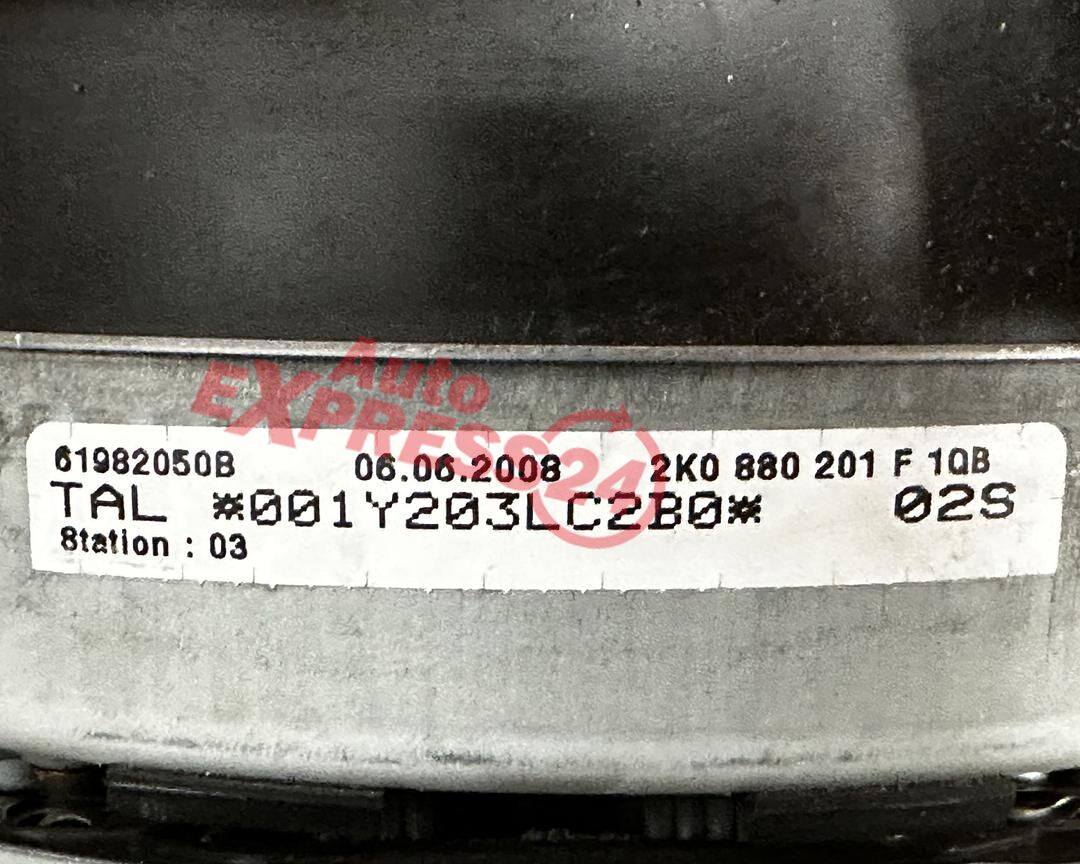 Auto
EXPRESS24
61982050B 06.06.2008 2K0 880 201 F 1QB
TAL *001Y203LC2B0* 02S
Station : 03